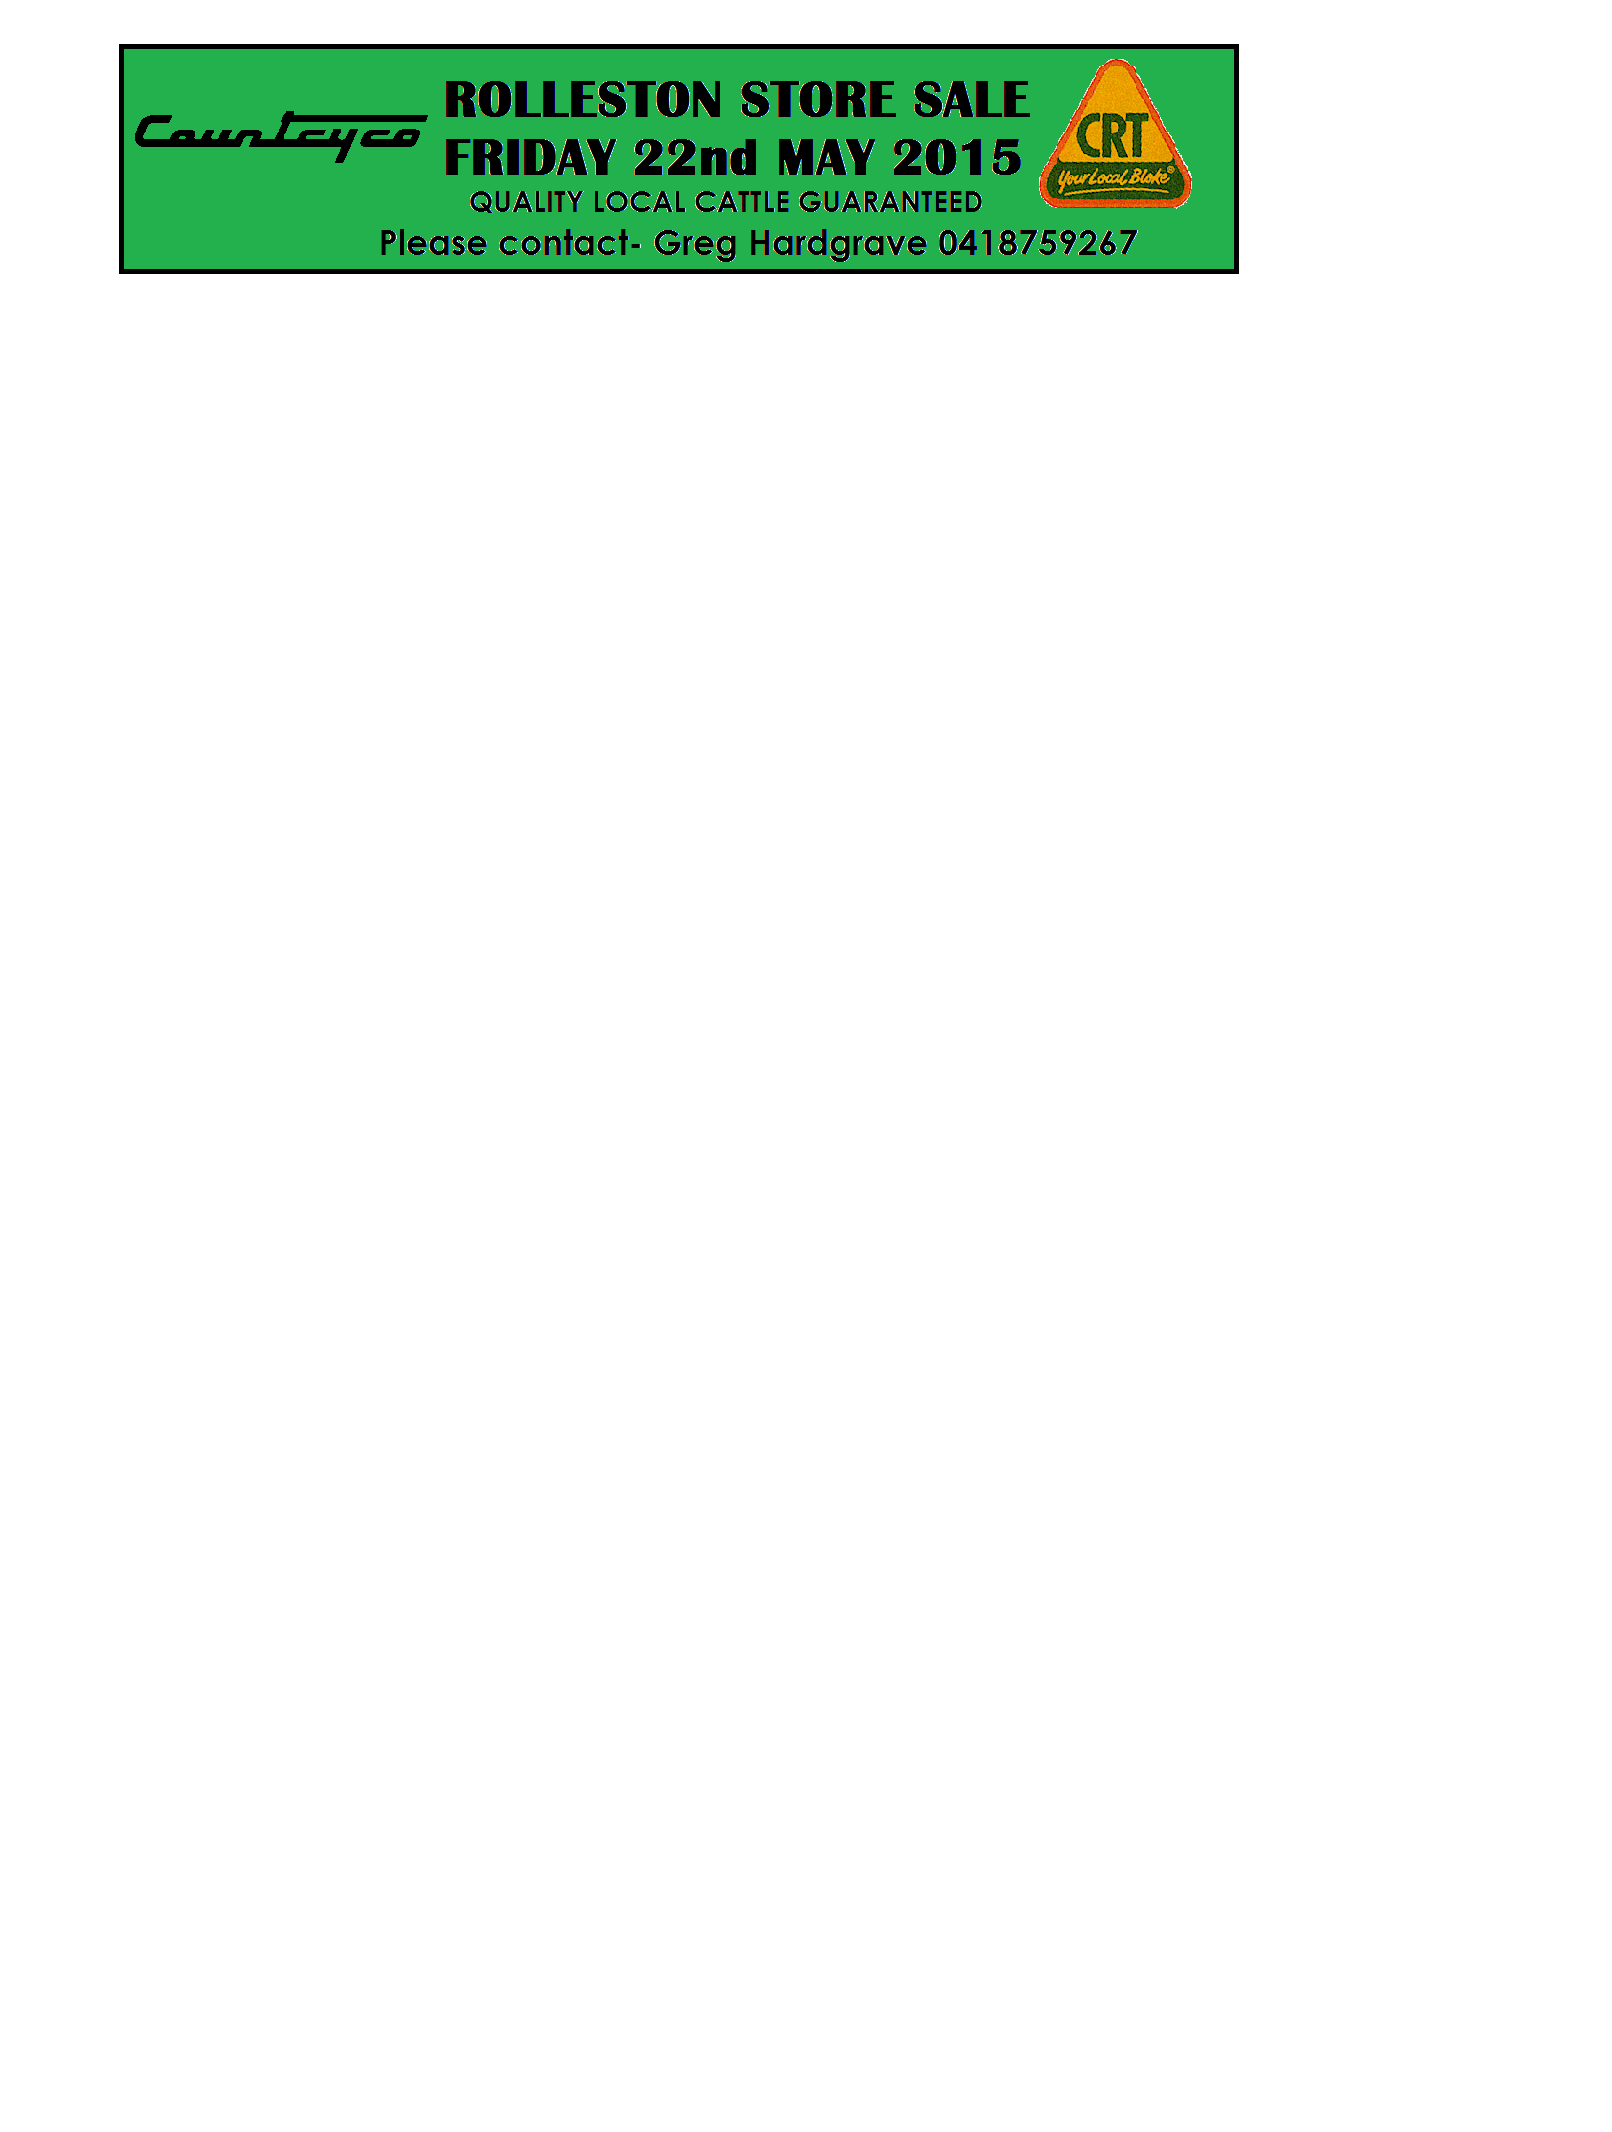 Countryco
ROLLESTON STORE SALE
FRIDAY 22nd MAY 2015
QUALITY LOCAL CATTLE GUARANTEED
Please contact- Greg Hardgrave 0418759267
CRT
Your Local Bloke®